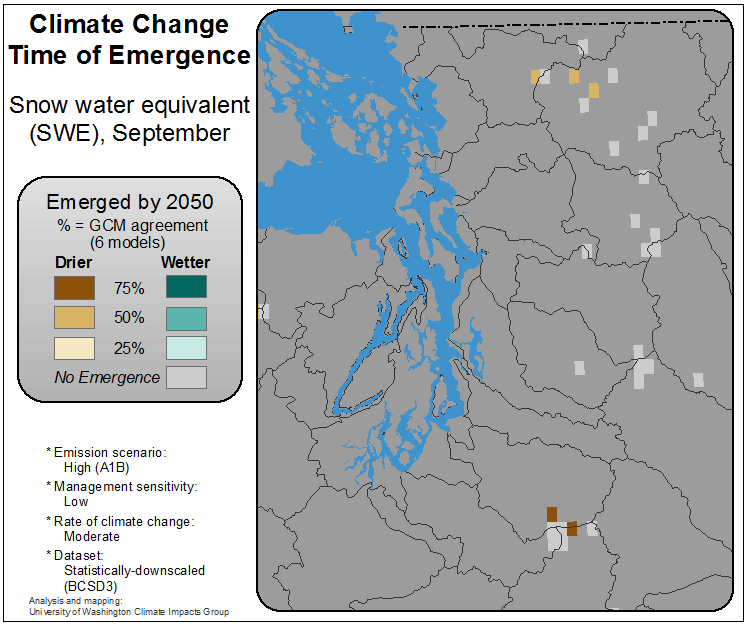 Climate Change
Time of Emergence
Snow water equivalent
(SWE), September
Emerged by 2050
% = GCM agreement
(6 models)
Drier Wetter
75%
50%
25%
No Emergence
* Emission scenario:
High (A1B)
* Management sensitivity:
Low
* Rate of climate change:
Moderate
* Dataset:
Statistically-downscaled
(BCSD3)
Analysis and mapping:
University of Washington Climate Impacts Group